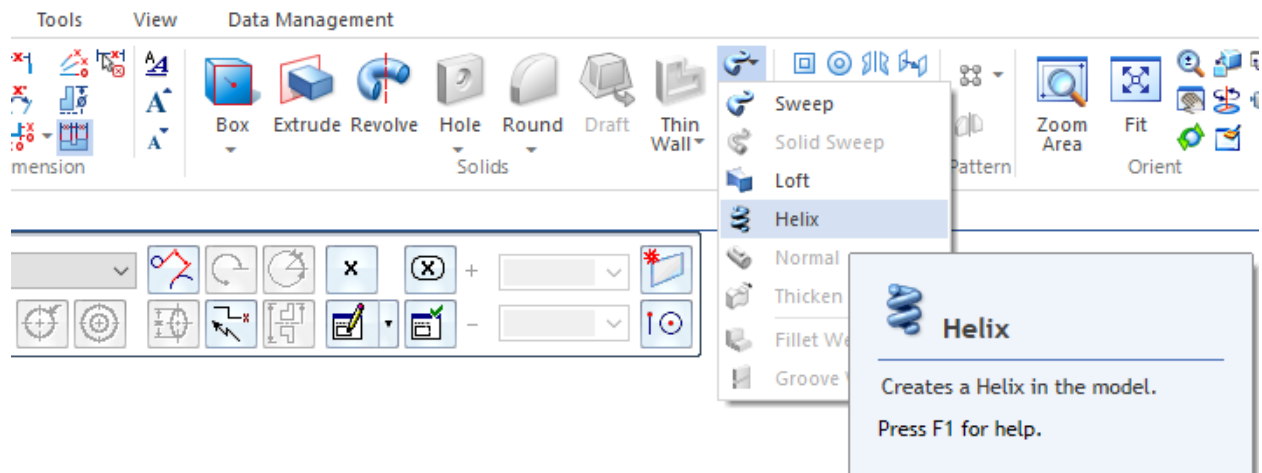 Tools View Data Management
Box Extrude Revolve Hole Round Draft Thin Wall
Zoom Area Fit
mension Solids Pattern Orient
Sweep
Solid Sweep
Loft
Helix
Normal
Thicken
Fillet We
Groove
Helix
Creates a Helix in the model.
Press F1 for help.